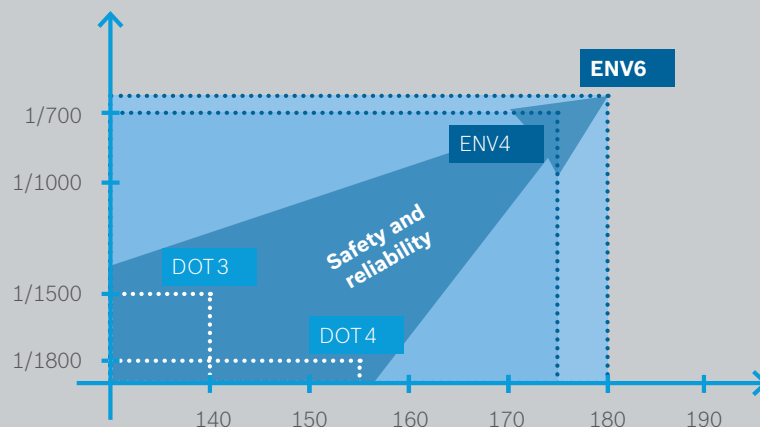 ENV6
1/700
ENV4
1/1000
Safety and
reliability
DOT3
1/1500
DOT4
1/1800
140
150
160
170
180
190